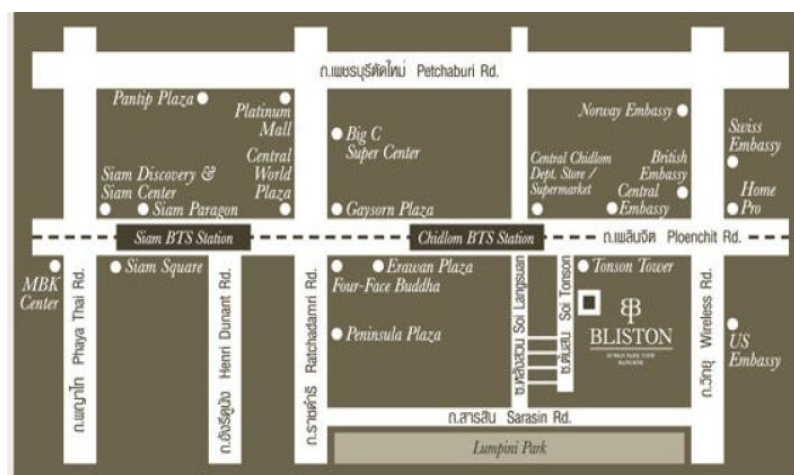 ถ.เพชรบุรีตัดใหม่ Petchaburi Rd.
Pantip Plaza
Platinum
Mall
Big C
Super Center
Norway Embassy
Swiss
Embassy
Siam Discovery &
Siam Center
Central
World
Plaza
Central Chidlom
Dept. Store /
Supermarket
British
Embassy
Central
Embassy
Home
Pro
Siam Paragon
Gaysorn Plaza
Siam BTS Station
Chidlom BTS Station
ถ.เพลินจิต Ploenchit Rd.
MBK
Center
Siam Square
Four-Face Buddha
Erawan Plaza
Tonson Tower
ถ.พญาไท Phaya Thai Rd.
ถ.อังรีดูนัง Henri Dunant Rd.
ถ.ราชดำริ Ratchadamri Rd.
Peninsula Plaza
ซ.หลังสวน Soi Langsuan
ซ.ต้นสน Soi Tonson
BLISTON
ถ.วิทยุ Wireless Rd.
US
Embassy
ถ.สารสิน Sarasin Rd.
Lumpini Park